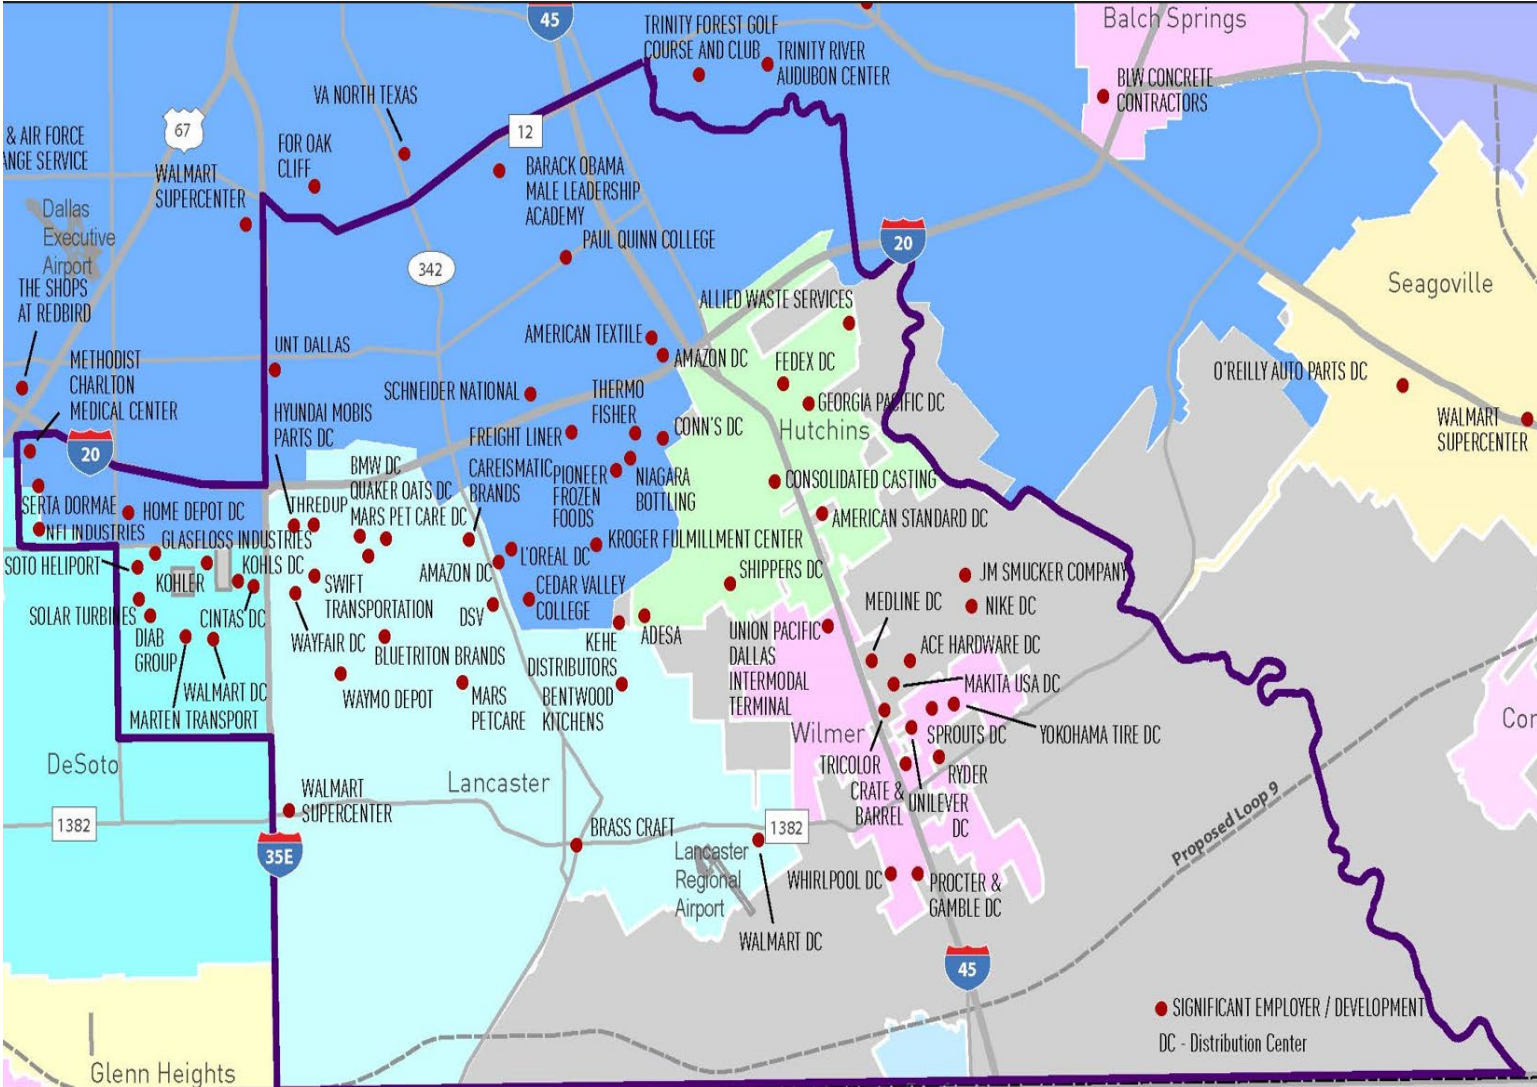 45
TRINITY FOREST GOLF
COURSE AND CLUB
TRINITY RIVER
AUDUBON CENTER
Balch Springs
BLW CONCRETE
CONTRACTORS
VA NORTH TEXAS
67
12
& AIR FORCE
ANGE SERVICE
FOR OAK
CLIFF
WALMART
SUPERCENTER
BARACK OBAMA
MALE LEADERSHIP
ACADEMY
Dallas
Executive
Airport
PAUL QUINN COLLEGE
20
342
THE SHOPS
AT REDBIRD
Seagoville
ALLIED WASTE SERVICES
AMERICAN TEXTILE
UNT DALLAS
AMAZON DC
METHODIST
CHARLTON
MEDICAL CENTER
FEDEX DC
O'REILLY AUTO PARTS DC
SCHNEIDER NATIONAL
THERMO
FISHER
GEORGIA PACIFIC DC
HYUNDAI MOBIS
PARTS DC
WALMART
SUPERCENTER
FREIGHT LINER
CONN'S DC
Hutchins
20
BMW DC
QUAKER OATS DC
MARS PET CARE DC
CAREISMATIC
BRANDS
PIONEER
FROZEN
FOODS
NIAGARA
BOTTLING
CONSOLIDATED CASTING
SERTA DORMAE
HOME DEPOT DC
THREDUP
AMERICAN STANDARD DC
NFI INDUSTRIES
GLASFLOSS INDUSTRIES
KROGER FULMILLMENT CENTER
SOTO HELIPORT
KOHLER
KOHLS DC
L'OREAL DC
AMAZON DC
SHIPPERS DC
JM SMUCKER COMPANY
SWIFT
TRANSPORTATION
CEDAR VALLEY
COLLEGE
MEDLINE DC
NIKE DC
SOLAR TURBINES
CINTAS DC
DSV
DIAB
GROUP
WAYFAIR DC
KEHE
DISTRIBUTORS
ADESA
UNION PACIFIC
DALLAS
INTERMODAL
TERMINAL
ACE HARDWARE DC
BLUETRITON BRANDS
MAKITA USA DC
WALMART DC
WAYMO DEPOT
MARS
PETCARE
BENTWOOD
KITCHENS
MARTEN TRANSPORT
Wilmer
SPROUTS DC
YOKOHAMA TIRE DC
Cor
DeSoto
Lancaster
TRICOLOR
RYDER
WALMART
SUPERCENTER
CRATE &
BARREL
UNILEVER
DC
1382
BRASS CRAFT
1382
Proposed Loop 9
35E
Lancaster
Regional
Airport
WHIRLPOOL DC
PROCTER &
GAMBLE DC
WALMART DC
45
SIGNIFICANT EMPLOYER / DEVELOPMENT
DC - Distribution Center
Glenn Heights